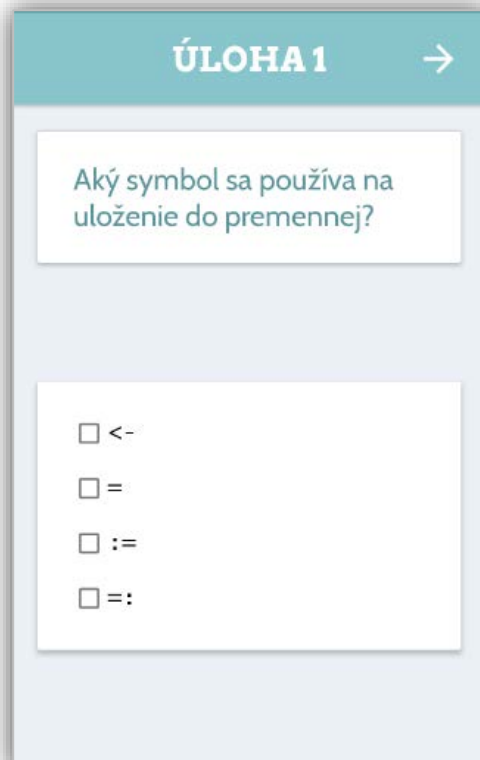 ÚLOHA 1 →
Aký symbol sa používa na
uloženie do premennej?
☐ <-
☐ =
☐ :=
☐ =: